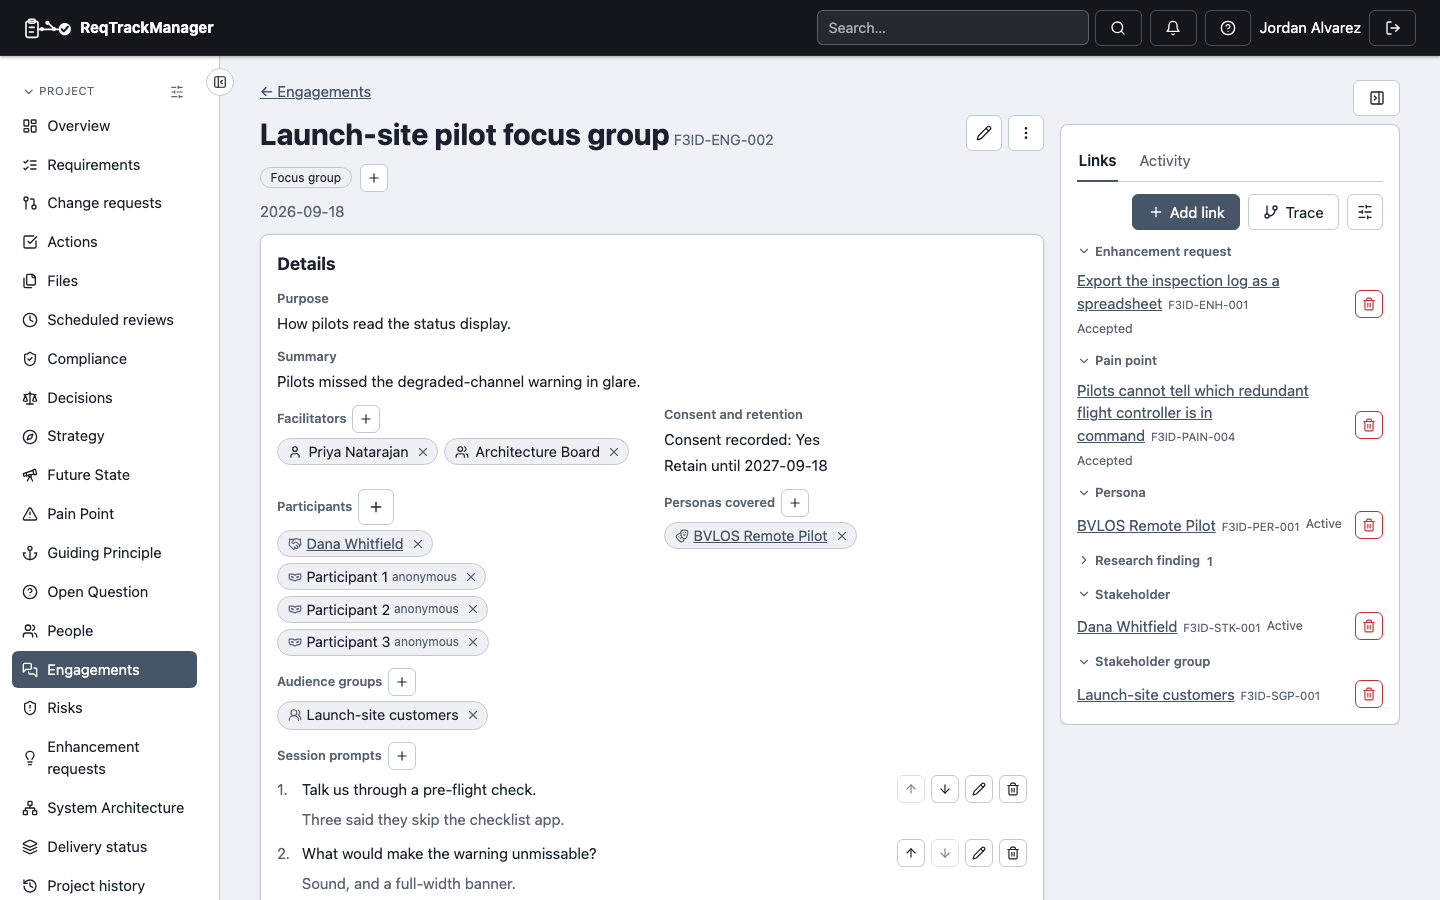 ReqTrackManager
Search...
Jordan Alvarez
PROJECT
Overview
Requirements
Change requests
Actions
Files
Scheduled reviews
Compliance
Decisions
Strategy
Future State
Pain Point
Guiding Principle
Open Question
People
Engagements
Risks
Enhancement
requests
System Architecture
Delivery status
Project history
← Engagements
Launch-site pilot focus group F3ID-ENG-002
Focus group
2026-09-18
Details
Purpose
How pilots read the status display.
Summary
Pilots missed the degraded-channel warning in glare.
Facilitators
Priya Natarajan
Architecture Board
Consent and retention
Consent recorded: Yes
Retain until 2027-09-18
Participants
Dana Whitfield
Participant 1 anonymous
Participant 2 anonymous
Participant 3 anonymous
Personas covered
BVLOS Remote Pilot
Audience groups
Launch-site customers
Session prompts
1. Talk us through a pre-flight check.
Three said they skip the checklist app.
2. What would make the warning unmissable?
Sound, and a full-width banner.
Links
Activity
Add link
Trace
Enhancement request
Export the inspection log as a
spreadsheet F3ID-ENH-001
Accepted
Pain point
Pilots cannot tell which redundant
flight controller is in
command F3ID-PAIN-004
Accepted
Persona
BVLOS Remote Pilot F3ID-PER-001 Active
Research finding 1
Stakeholder
Dana Whitfield F3ID-STK-001 Active
Stakeholder group
Launch-site customers F3ID-SGP-001